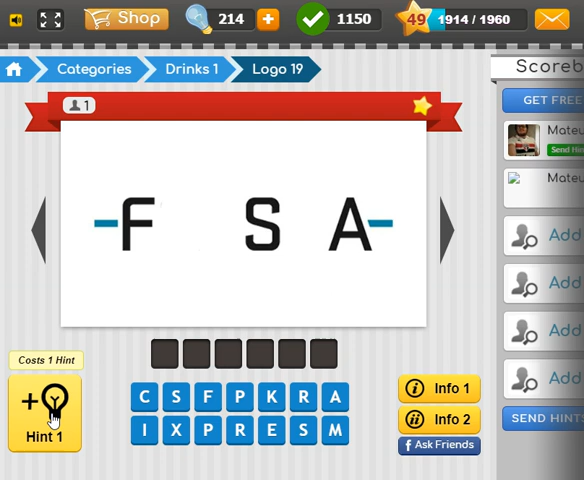 Shop 214 + 1150 49 1914 / 1960
Categories Drinks 1 Logo 19
Scoreb
1
GET FREE
Mateu
Send Hin
Mateu
-F S A-
Add
Add
Add
Add
Costs 1 Hint
+
Hint 1
C S F P K R A
I X P R E S M
i Info 1
ii Info 2
f Ask Friends
SEND HINTS